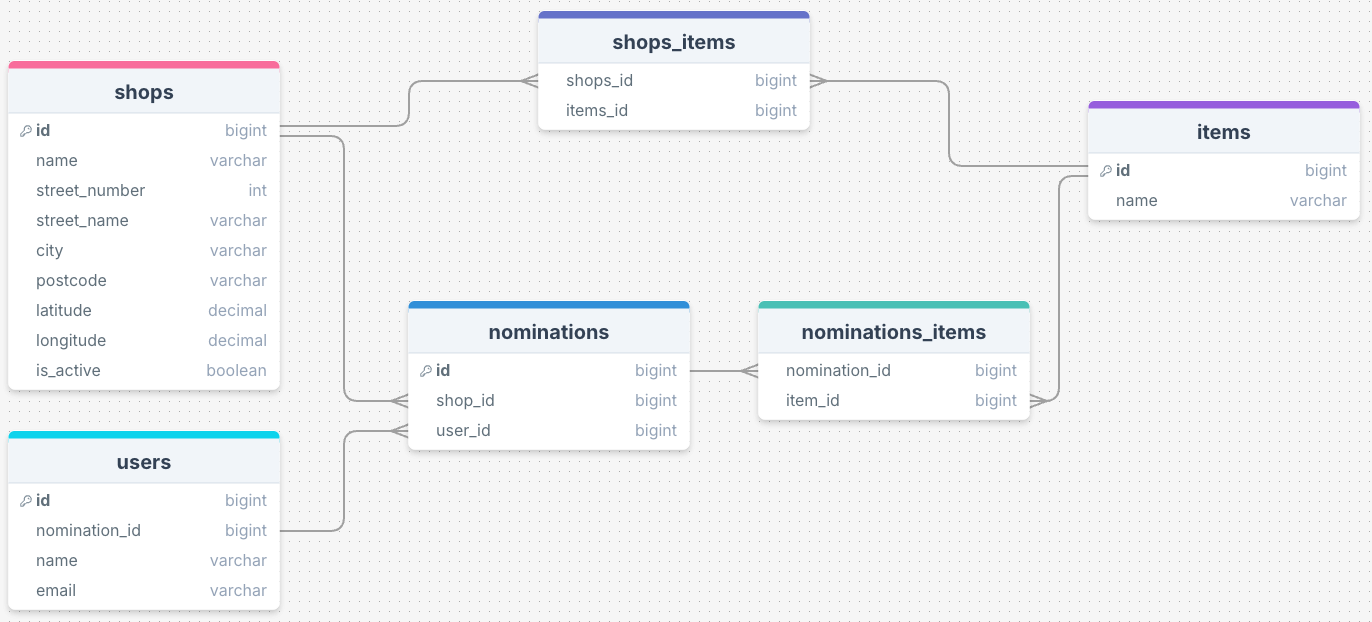 shops_items
shops_id bigint
items_id bigint
shops
id bigint
name varchar
street_number int
street_name varchar
city varchar
postcode varchar
latitude decimal
longitude decimal
is_active boolean
items
id bigint
name varchar
nominations
id bigint
shop_id bigint
user_id bigint
nominations_items
nomination_id bigint
item_id bigint
users
id bigint
nomination_id bigint
name varchar
email varchar